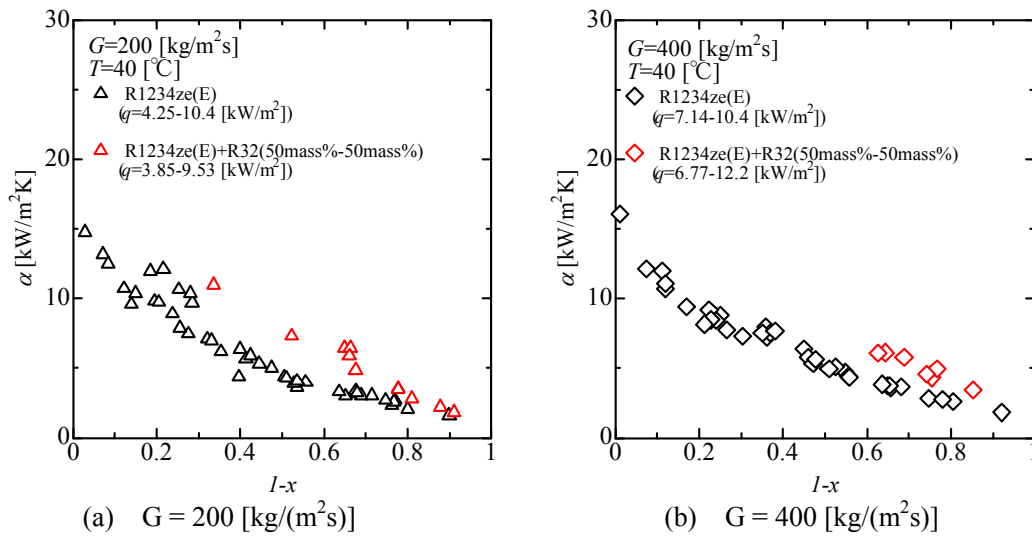 30
G=200 [kg/m²s]
T=40 [℃]
R1234ze(E)
(q=4.25-10.4 [kW/m²])
R1234ze(E)+R32(50mass%-50mass%)
(q=3.85-9.53 [kW/m²])
20
10
0
α [kW/m²K]
0 0.2 0.4 0.6 0.8 1
1-x
(a) G = 200 [kg/(m²s)]
30
G=400 [kg/m²s]
T=40 [℃]
R1234ze(E)
(q=7.14-10.4 [kW/m²])
R1234ze(E)+R32(50mass%-50mass%)
(q=6.77-12.2 [kW/m²])
20
10
0
α [kW/m²K]
0 0.2 0.4 0.6 0.8 1
1-x
(b) G = 400 [kg/(m²s)]